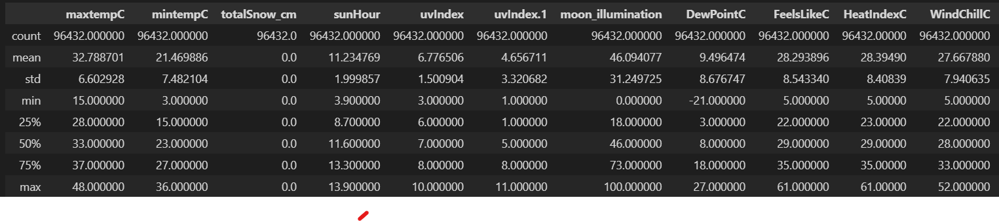 maxtempC mintempC totalSnow_cm sunHour uvIndex uvIndex.1 moon_illumination DewPointC FeelsLikeC HeatIndexC WindChillC
count 96432.000000 96432.000000 96432.0 96432.000000 96432.000000 96432.000000 96432.000000 96432.000000 96432.000000 96432.00000 96432.000000
mean 32.788701 21.469886 0.0 11.234769 6.776506 4.656711 46.094077 9.496474 28.293896 28.39490 27.667880
std 6.602928 7.482104 0.0 1.999857 1.500904 3.320682 31.249725 8.676747 8.543340 8.40839 7.940635
min 15.000000 3.000000 0.0 3.900000 3.000000 1.000000 0.000000 -21.000000 5.000000 5.00000 5.000000
25% 28.000000 15.000000 0.0 8.700000 6.000000 1.000000 18.000000 3.000000 22.000000 23.00000 22.000000
50% 33.000000 23.000000 0.0 11.600000 7.000000 5.000000 46.000000 8.000000 29.000000 29.00000 28.000000
75% 37.000000 27.000000 0.0 13.300000 8.000000 8.000000 73.000000 18.000000 35.000000 35.00000 33.000000
max 48.000000 36.000000 0.0 13.900000 10.000000 11.000000 100.000000 27.000000 61.000000 61.00000 52.000000